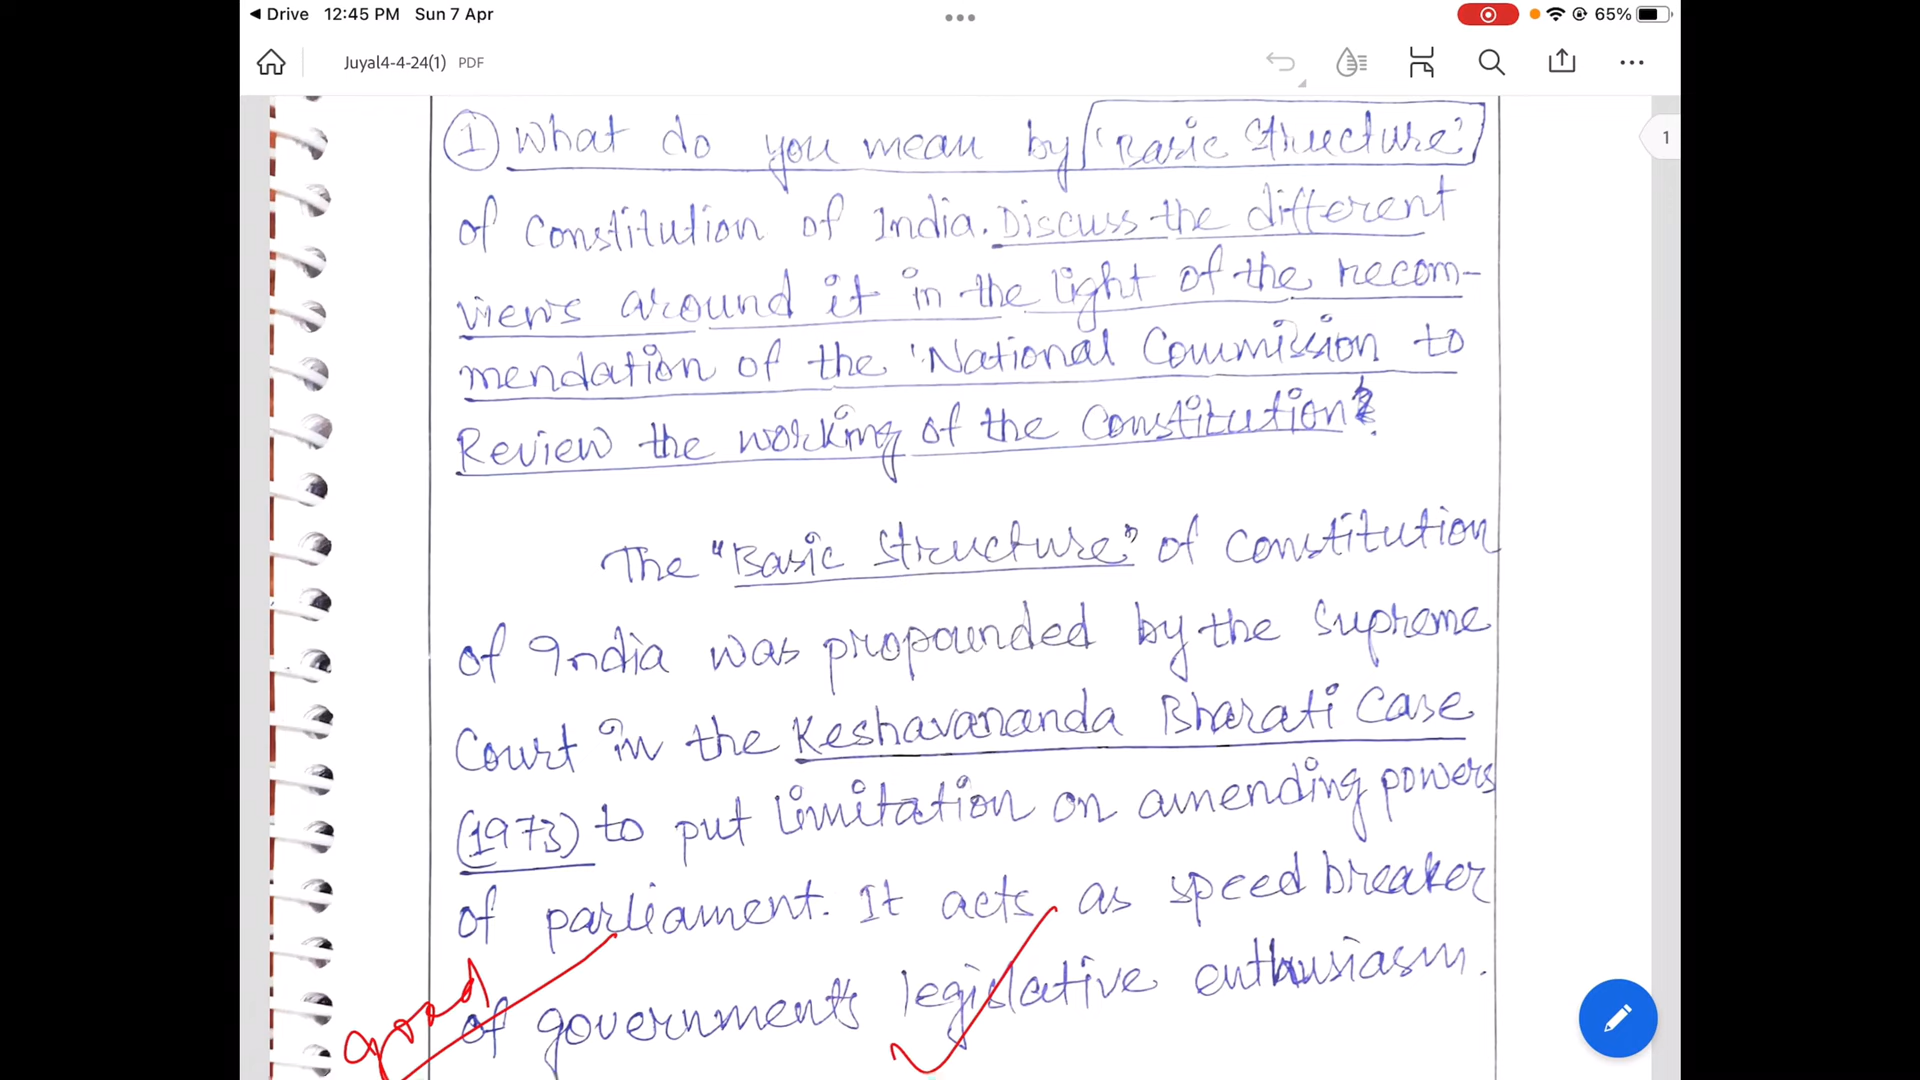 Drive 12:45 PM Sun 7 Apr 65%
Juyal4-4-24(1) PDF
1
① What do you mean by 'Basic Structure'
of Constitution of India. Discuss the different
views around it in the light of the recom-
mendation of the 'National Commission to
Review the working of the Constitution?
The "Basic Structure" of Constitution
of India was propounded by the Supreme
Court in the Keshavananda Bharati Case
(1973) to put limitation on amending powers
of parliament. It acts as speed breaker
of governments legislative enthusiasm.
good